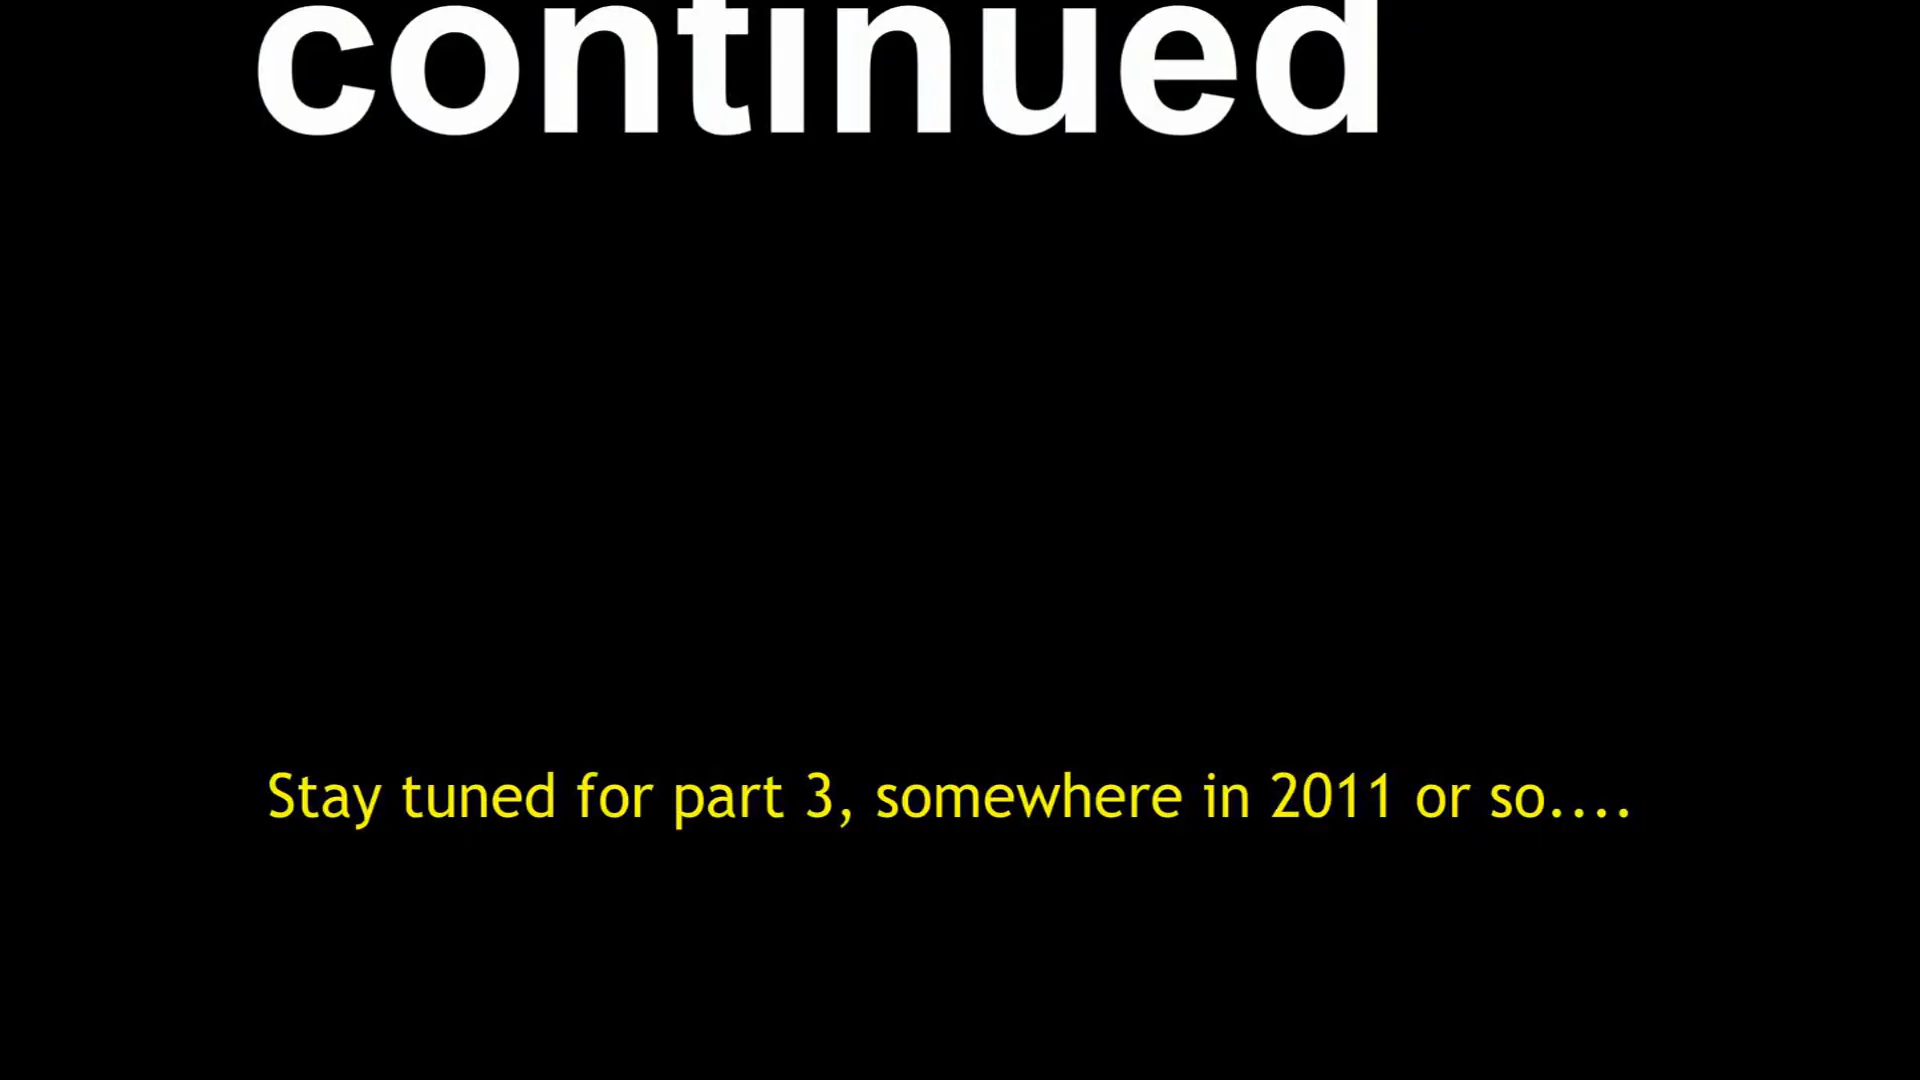 continued
Stay tuned for part 3, somewhere in 2011 or so....